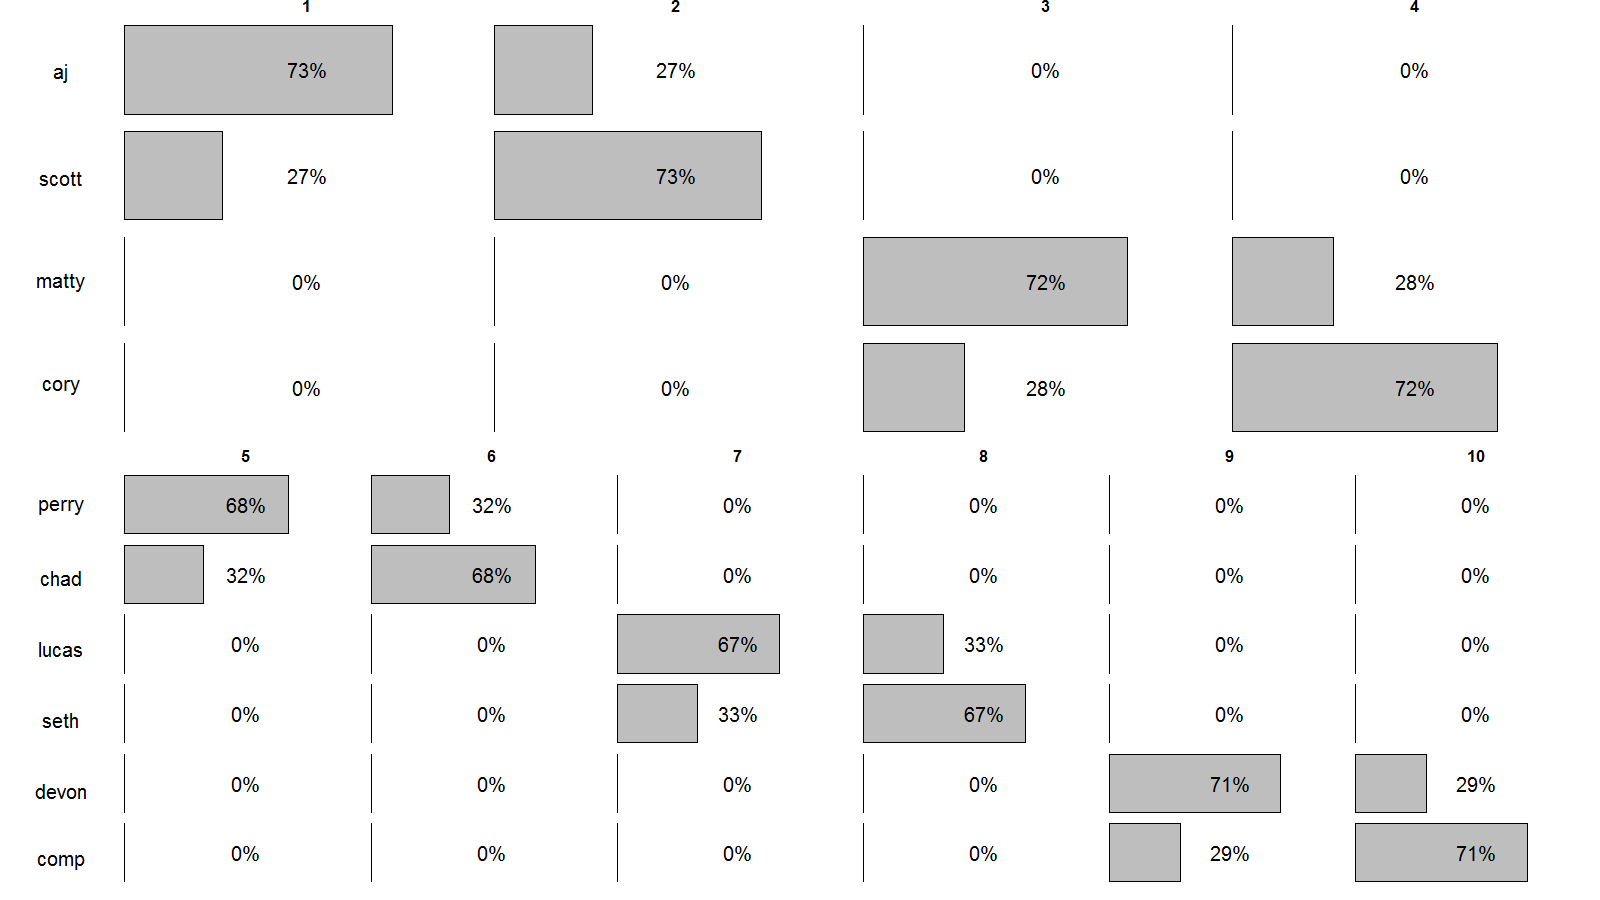 1 2 3 4
aj 73% 27% 0% 0%
scott 27% 73% 0% 0%
matty 0% 0% 72% 28%
cory 0% 0% 28% 72%
5 6 7 8 9 10
perry 68% 32% 0% 0% 0% 0%
chad 32% 68% 0% 0% 0% 0%
lucas 0% 0% 67% 33% 0% 0%
seth 0% 0% 33% 67% 0% 0%
devon 0% 0% 0% 0% 71% 29%
comp 0% 0% 0% 0% 29% 71%